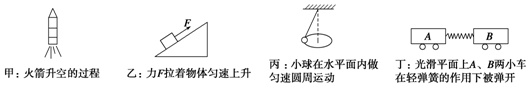 F
A
B
甲：火箭升空的过程
乙：力F拉着物体匀速上升
丙：小球在水平面内做
匀速圆周运动
丁：光滑平面上A、B两小车
在轻弹簧的作用下被弹开